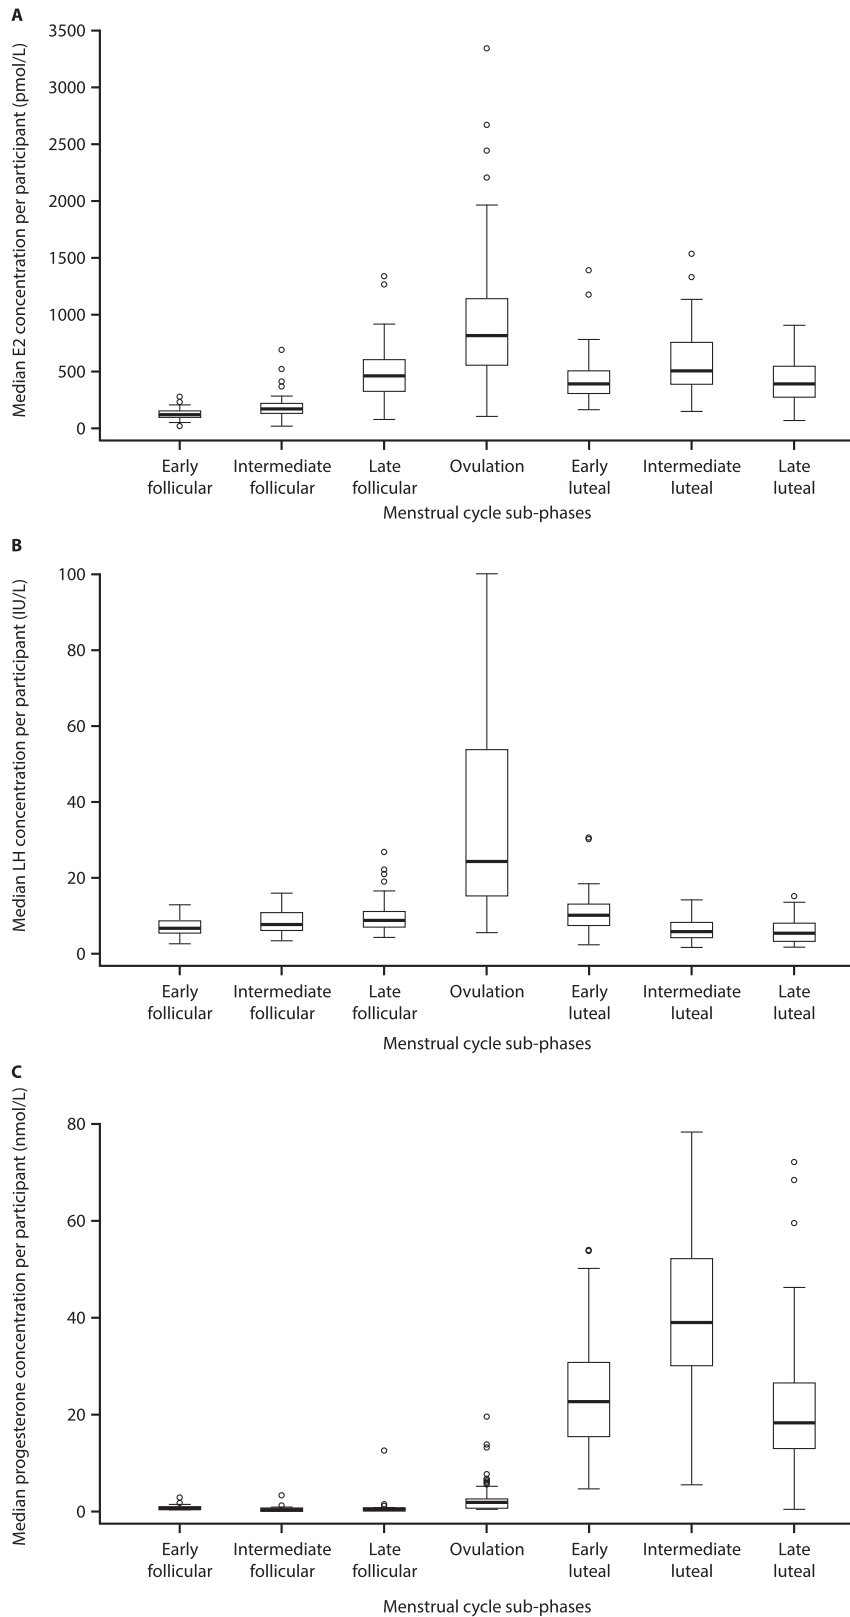 A
Median E2 concentration per participant (pmol/L)
3500
3000
2500
2000
1500
1000
500
0
Early follicular
Intermediate follicular
Late follicular
Ovulation
Early luteal
Intermediate luteal
Late luteal
Menstrual cycle sub-phases
B
Median LH concentration per participant (IU/L)
100
80
60
40
20
0
Early follicular
Intermediate follicular
Late follicular
Ovulation
Early luteal
Intermediate luteal
Late luteal
Menstrual cycle sub-phases
C
Median progesterone concentration per participant (nmol/L)
80
60
40
20
0
Early follicular
Intermediate follicular
Late follicular
Ovulation
Early luteal
Intermediate luteal
Late luteal
Menstrual cycle sub-phases